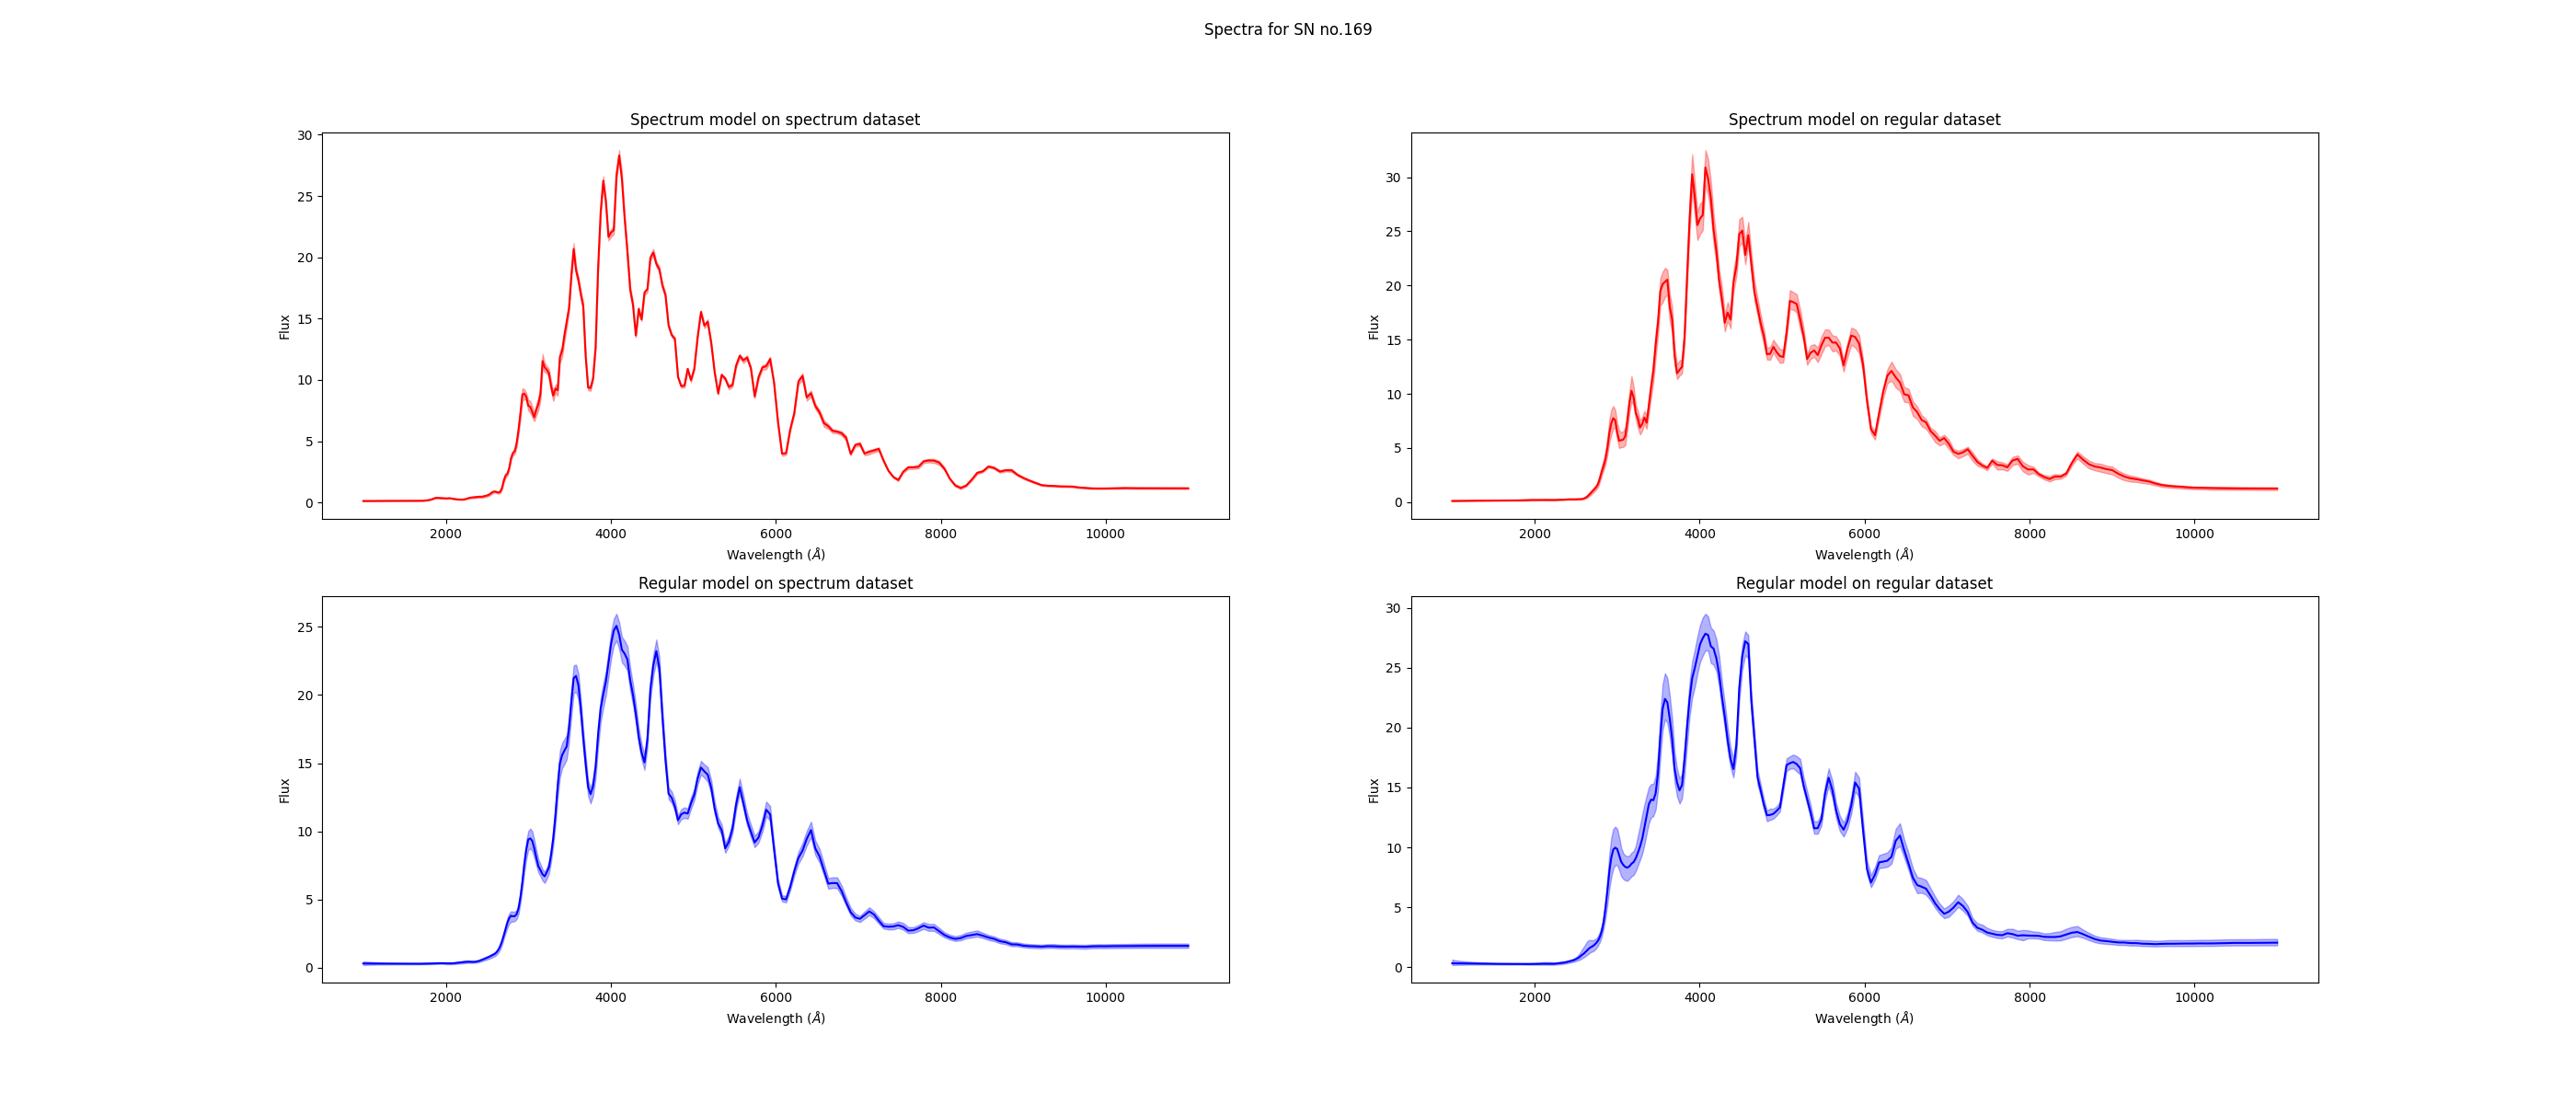 Spectra for SN no.169
Spectrum model on spectrum dataset
30
25
20
15
10
5
0
Flux
2000 4000 6000 8000 10000
Wavelength (Å)
Spectrum model on regular dataset
30
25
20
15
10
5
0
Flux
2000 4000 6000 8000 10000
Wavelength (Å)
Regular model on spectrum dataset
25
20
15
10
5
0
Flux
2000 4000 6000 8000 10000
Wavelength (Å)
Regular model on regular dataset
30
25
20
15
10
5
0
Flux
2000 4000 6000 8000 10000
Wavelength (Å)